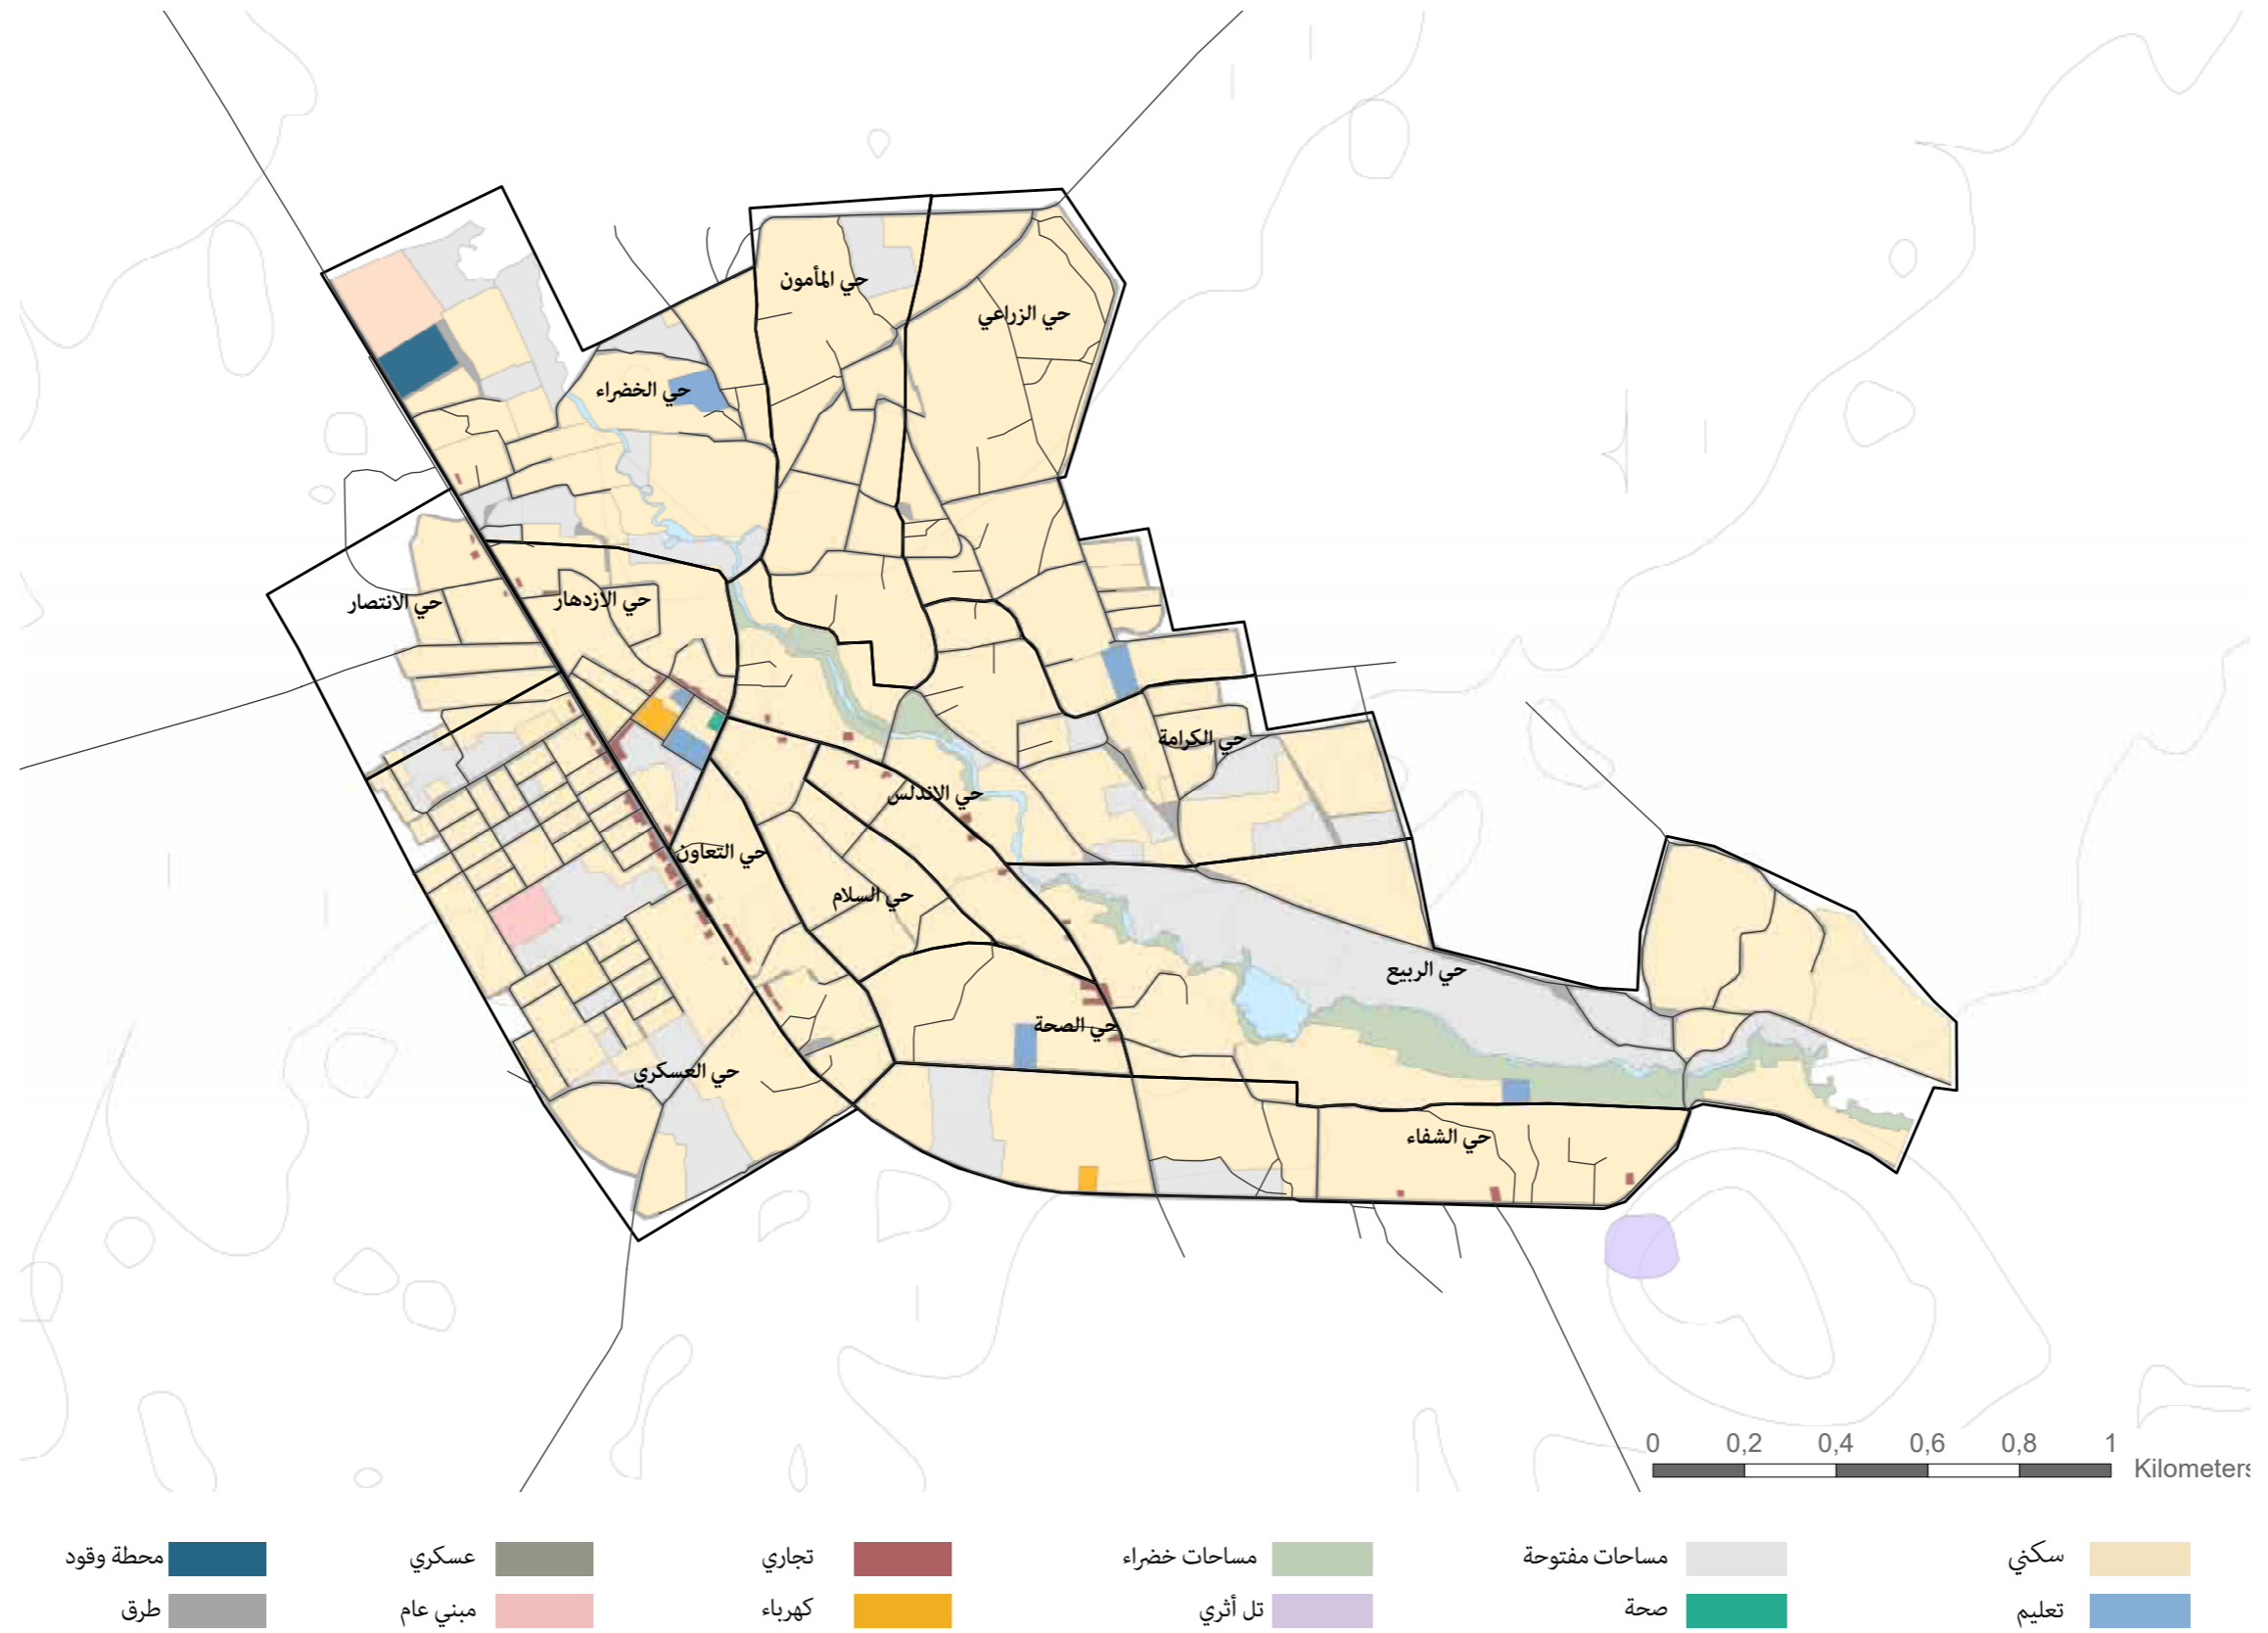 حي المأمون
حي الزراعي
حي الخضراء
حي الانتصار
حي الازدهار
حي الكرامة
حي الاندلس
حي التعاون
حي السلام
حي الربيع
حي الصحة
حي العسكري
حي الشفاء
0 0,2 0,4 0,6 0,8 1
Kilometers
سكني مساحات مفتوحة مساحات خضراء تجاري عسكري محطة وقود
تعليم صحة تل أثري كهرباء مبني عام طرق